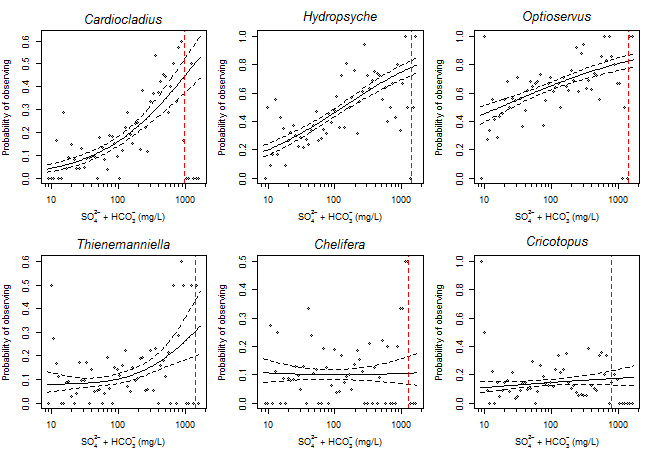 Cardiocladius
Probability of observing
0.0 0.1 0.2 0.3 0.4 0.5 0.6
10 100 1000
SO₄²⁻ + HCO₃⁻ (mg/L)
Hydropsyche
Probability of observing
0.0 0.2 0.4 0.6 0.8 1.0
10 100 1000
SO₄²⁻ + HCO₃⁻ (mg/L)
Optioservus
Probability of observing
0.0 0.2 0.4 0.6 0.8 1.0
10 100 1000
SO₄²⁻ + HCO₃⁻ (mg/L)
Thienemanniella
Probability of observing
0.0 0.1 0.2 0.3 0.4 0.5 0.6
10 100 1000
SO₄²⁻ + HCO₃⁻ (mg/L)
Chelifera
Probability of observing
0.0 0.1 0.2 0.3 0.4 0.5
10 100 1000
SO₄²⁻ + HCO₃⁻ (mg/L)
Cricotopus
Probability of observing
0.0 0.2 0.4 0.6 0.8 1.0
10 100 1000
SO₄²⁻ + HCO₃⁻ (mg/L)